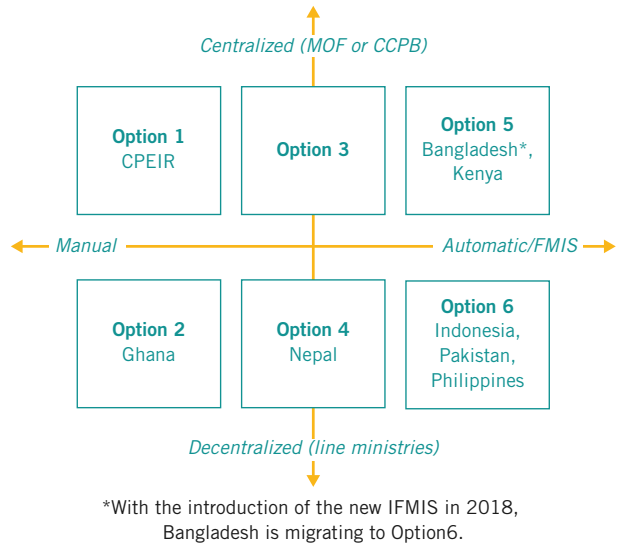 Centralized (MOF or CCPB)
Option 1
CPEIR
Option 3
Option 5
Bangladesh*,
Kenya
Manual
Automatic/FMIS
Option 2
Ghana
Option 4
Nepal
Option 6
Indonesia,
Pakistan,
Philippines
Decentralized (line ministries)
*With the introduction of the new IFMIS in 2018,
Bangladesh is migrating to Option6.